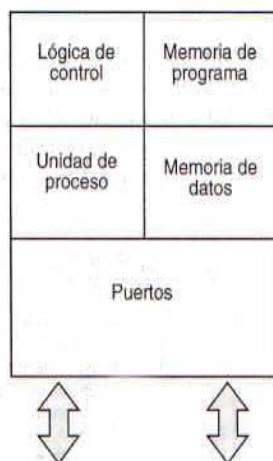 Lógica de
control
Memoria de
programa
Unidad de
proceso
Memoria de
datos
Puertos